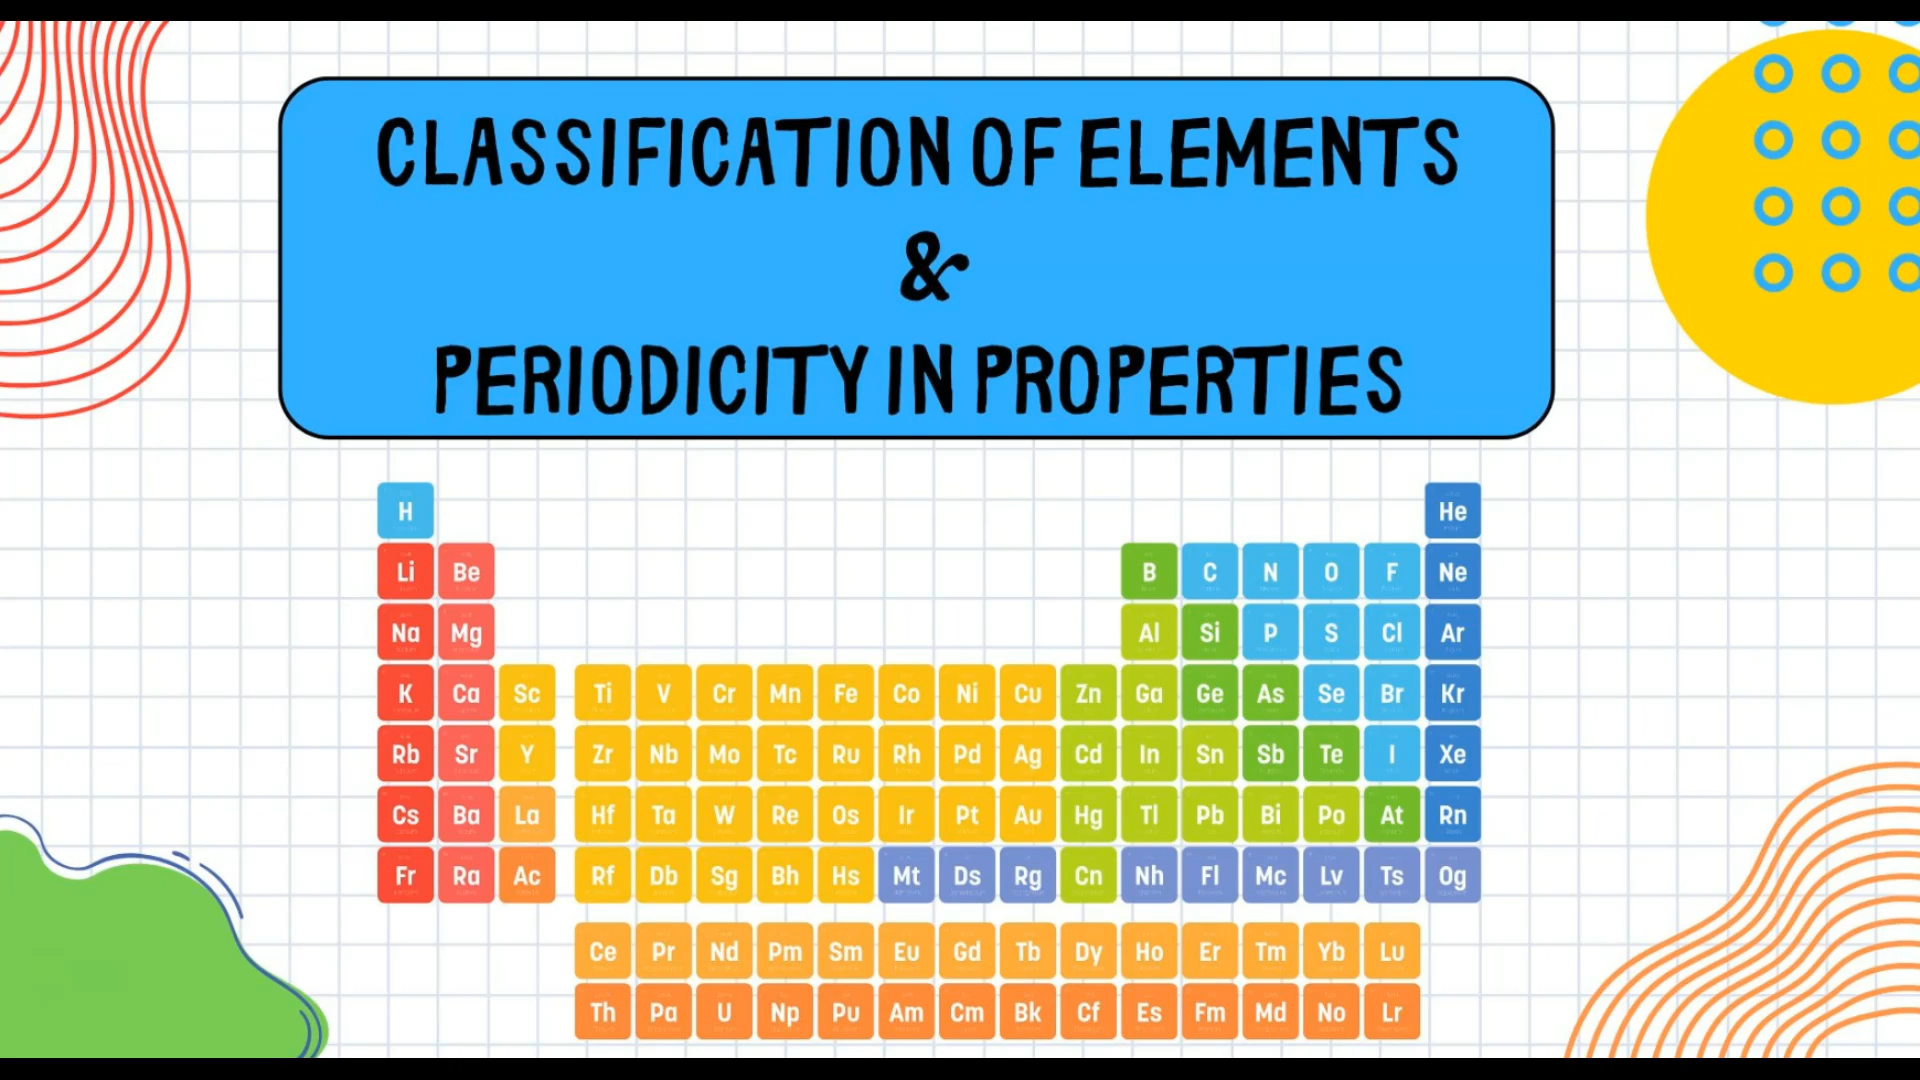 CLASSIFICATION OF ELEMENTS
&
PERIODICITY IN PROPERTIES
H He
Li Be B C N O F Ne
Na Mg Al Si P S Cl Ar
K Ca Sc Ti V Cr Mn Fe Co Ni Cu Zn Ga Ge As Se Br Kr
Rb Sr Y Zr Nb Mo Tc Ru Rh Pd Ag Cd In Sn Sb Te I Xe
Cs Ba La Hf Ta W Re Os Ir Pt Au Hg Tl Pb Bi Po At Rn
Fr Ra Ac Rf Db Sg Bh Hs Mt Ds Rg Cn Nh Fl Mc Lv Ts Og
Ce Pr Nd Pm Sm Eu Gd Tb Dy Ho Er Tm Yb Lu
Th Pa U Np Pu Am Cm Bk Cf Es Fm Md No Lr